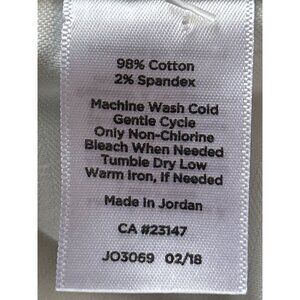 98% Cotton
2% Spandex
Machine Wash Cold
Gentle Cycle
Only Non-Chlorine
Bleach When Needed
Tumble Dry Low
Warm Iron, If Needed
Made in Jordan
CA #23147
JO3069 02/18